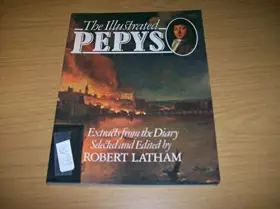 The Illustrated
PEPYS
Extracts from the Diary
Selected and Edited by
ROBERT LATHAM